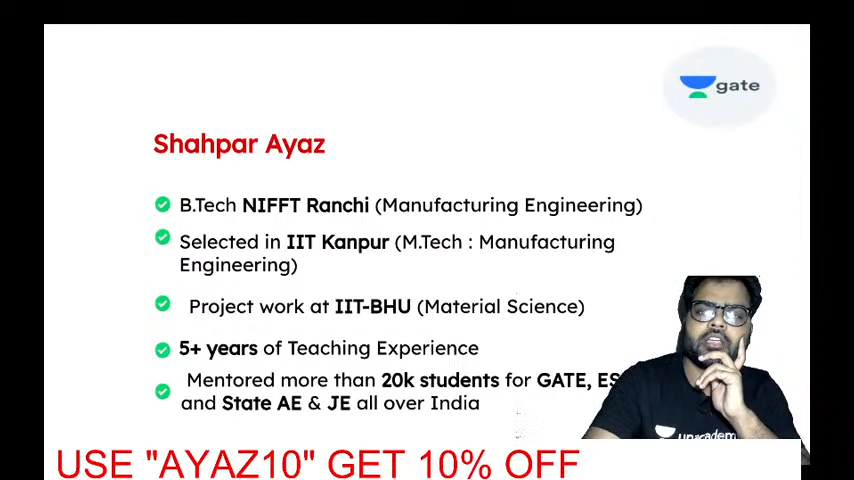 gate
Shahpar Ayaz
B.Tech NIFFT Ranchi (Manufacturing Engineering)
Selected in IIT Kanpur (M.Tech : Manufacturing
Engineering)
Project work at IIT-BHU (Material Science)
5+ years of Teaching Experience
Mentored more than 20k students for GATE, ES
and State AE & JE all over India
unacadem
USE "AYAZ10" GET 10% OFF